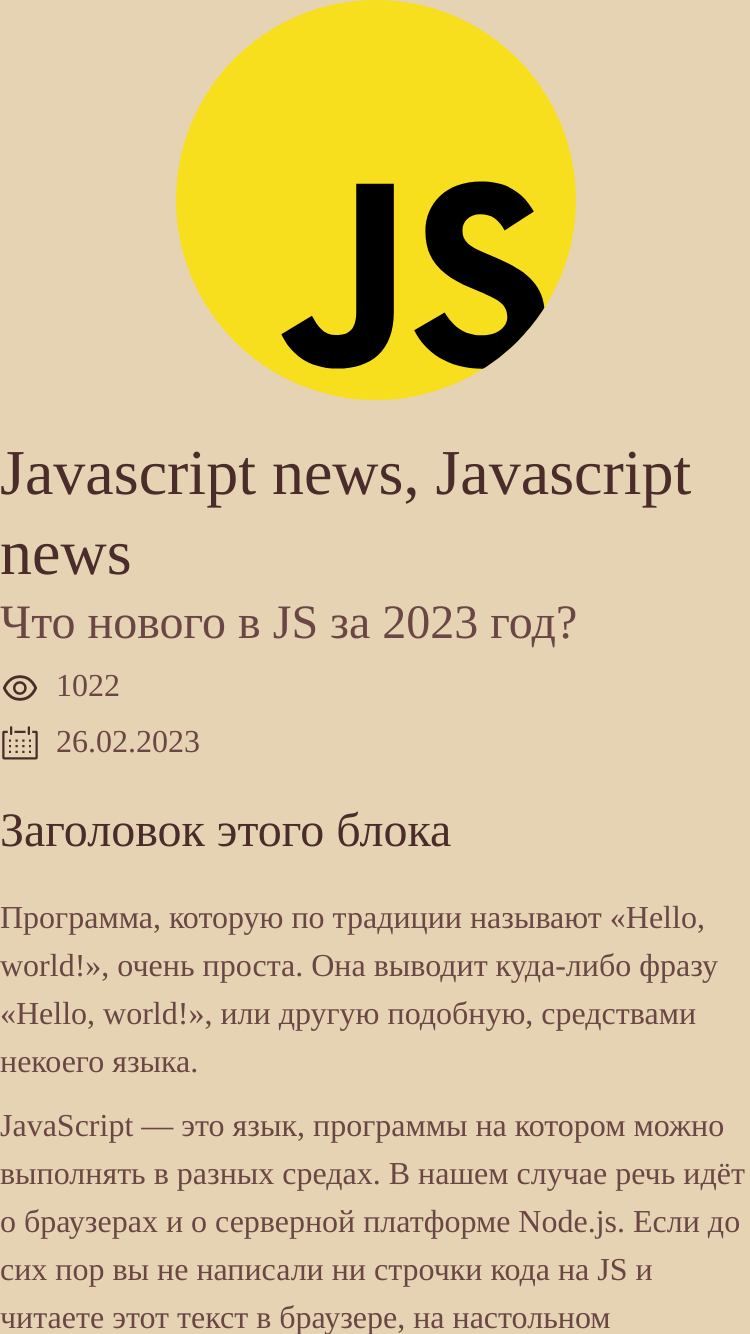 JS
Javascript news, Javascript
news
Что нового в JS за 2023 год?
1022
26.02.2023
Заголовок этого блока
Программа, которую по традиции называют «Hello,
world!», очень проста. Она выводит куда-либо фразу
«Hello, world!», или другую подобную, средствами
некоего языка.
JavaScript — это язык, программы на котором можно
выполнять в разных средах. В нашем случае речь идёт
о браузерах и о серверной платформе Node.js. Если до
сих пор вы не написали ни строчки кода на JS и
читаете этот текст в браузере, на настольном